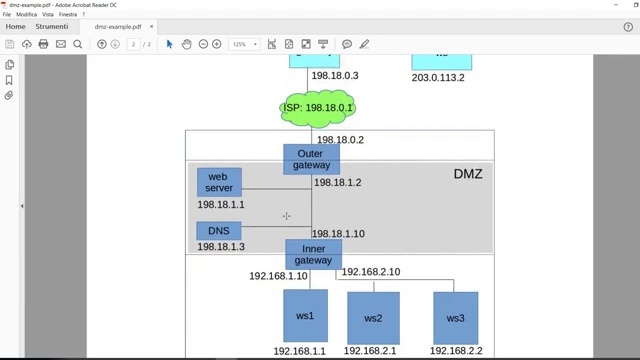 dmz-example.pdf - Adobe Acrobat Reader DC
File Modifica Vista Firma Finestra Guida
Home Strumenti dmz-example.pdf ×
2 / 2 125%
198.18.0.3
203.0.113.2
ISP: 198.18.0.1
198.18.0.2
Outer
gateway
DMZ
web
server
198.18.1.2
198.18.1.1
DNS
198.18.1.10
198.18.1.3
Inner
gateway
192.168.1.10
192.168.2.10
ws1
ws2
ws3
192.168.1.1
192.168.2.1
192.168.2.2